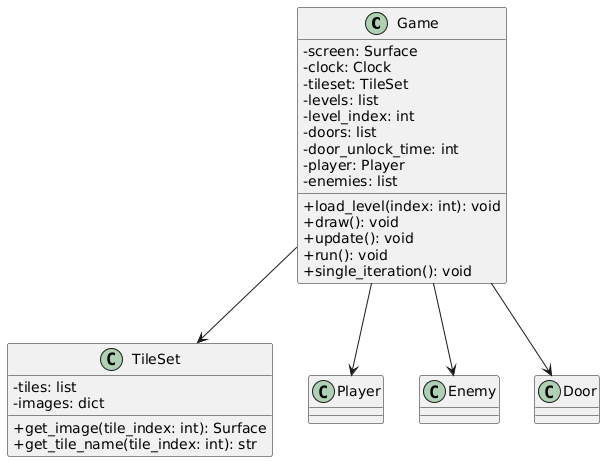 C Game
-screen: Surface
-clock: Clock
-tileset: TileSet
-levels: list
-level_index: int
-doors: list
-door_unlock_time: int
-player: Player
-enemies: list
+load_level(index: int): void
+draw(): void
+update(): void
+run(): void
+single_iteration(): void
C TileSet
-tiles: list
-images: dict
+get_image(tile_index: int): Surface
+get_tile_name(tile_index: int): str
C Player
C Enemy
C Door